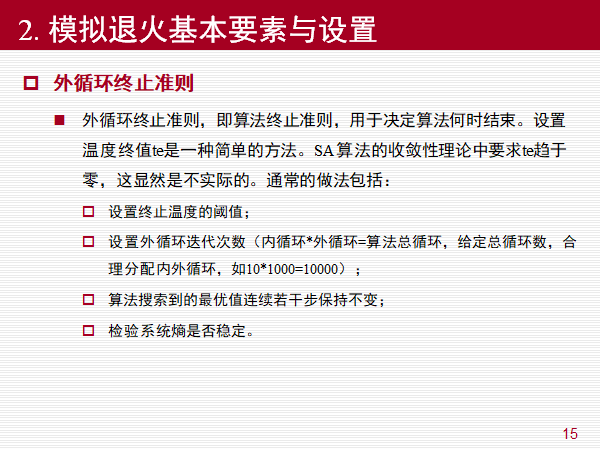 2. 模拟退火基本要素与设置
外循环终止准则
外循环终止准则，即算法终止准则，用于决定算法何时结束。设置
温度终值te是一种简单的方法。SA算法的收敛性理论中要求te趋于
零，这显然是不实际的。通常的做法包括：
设置终止温度的阈值；
设置外循环迭代次数（内循环*外循环=算法总循环，给定总循环数，合
理分配内外循环，如10*1000=10000）；
算法搜索到的最优值连续若干步保持不变；
检验系统熵是否稳定。
15